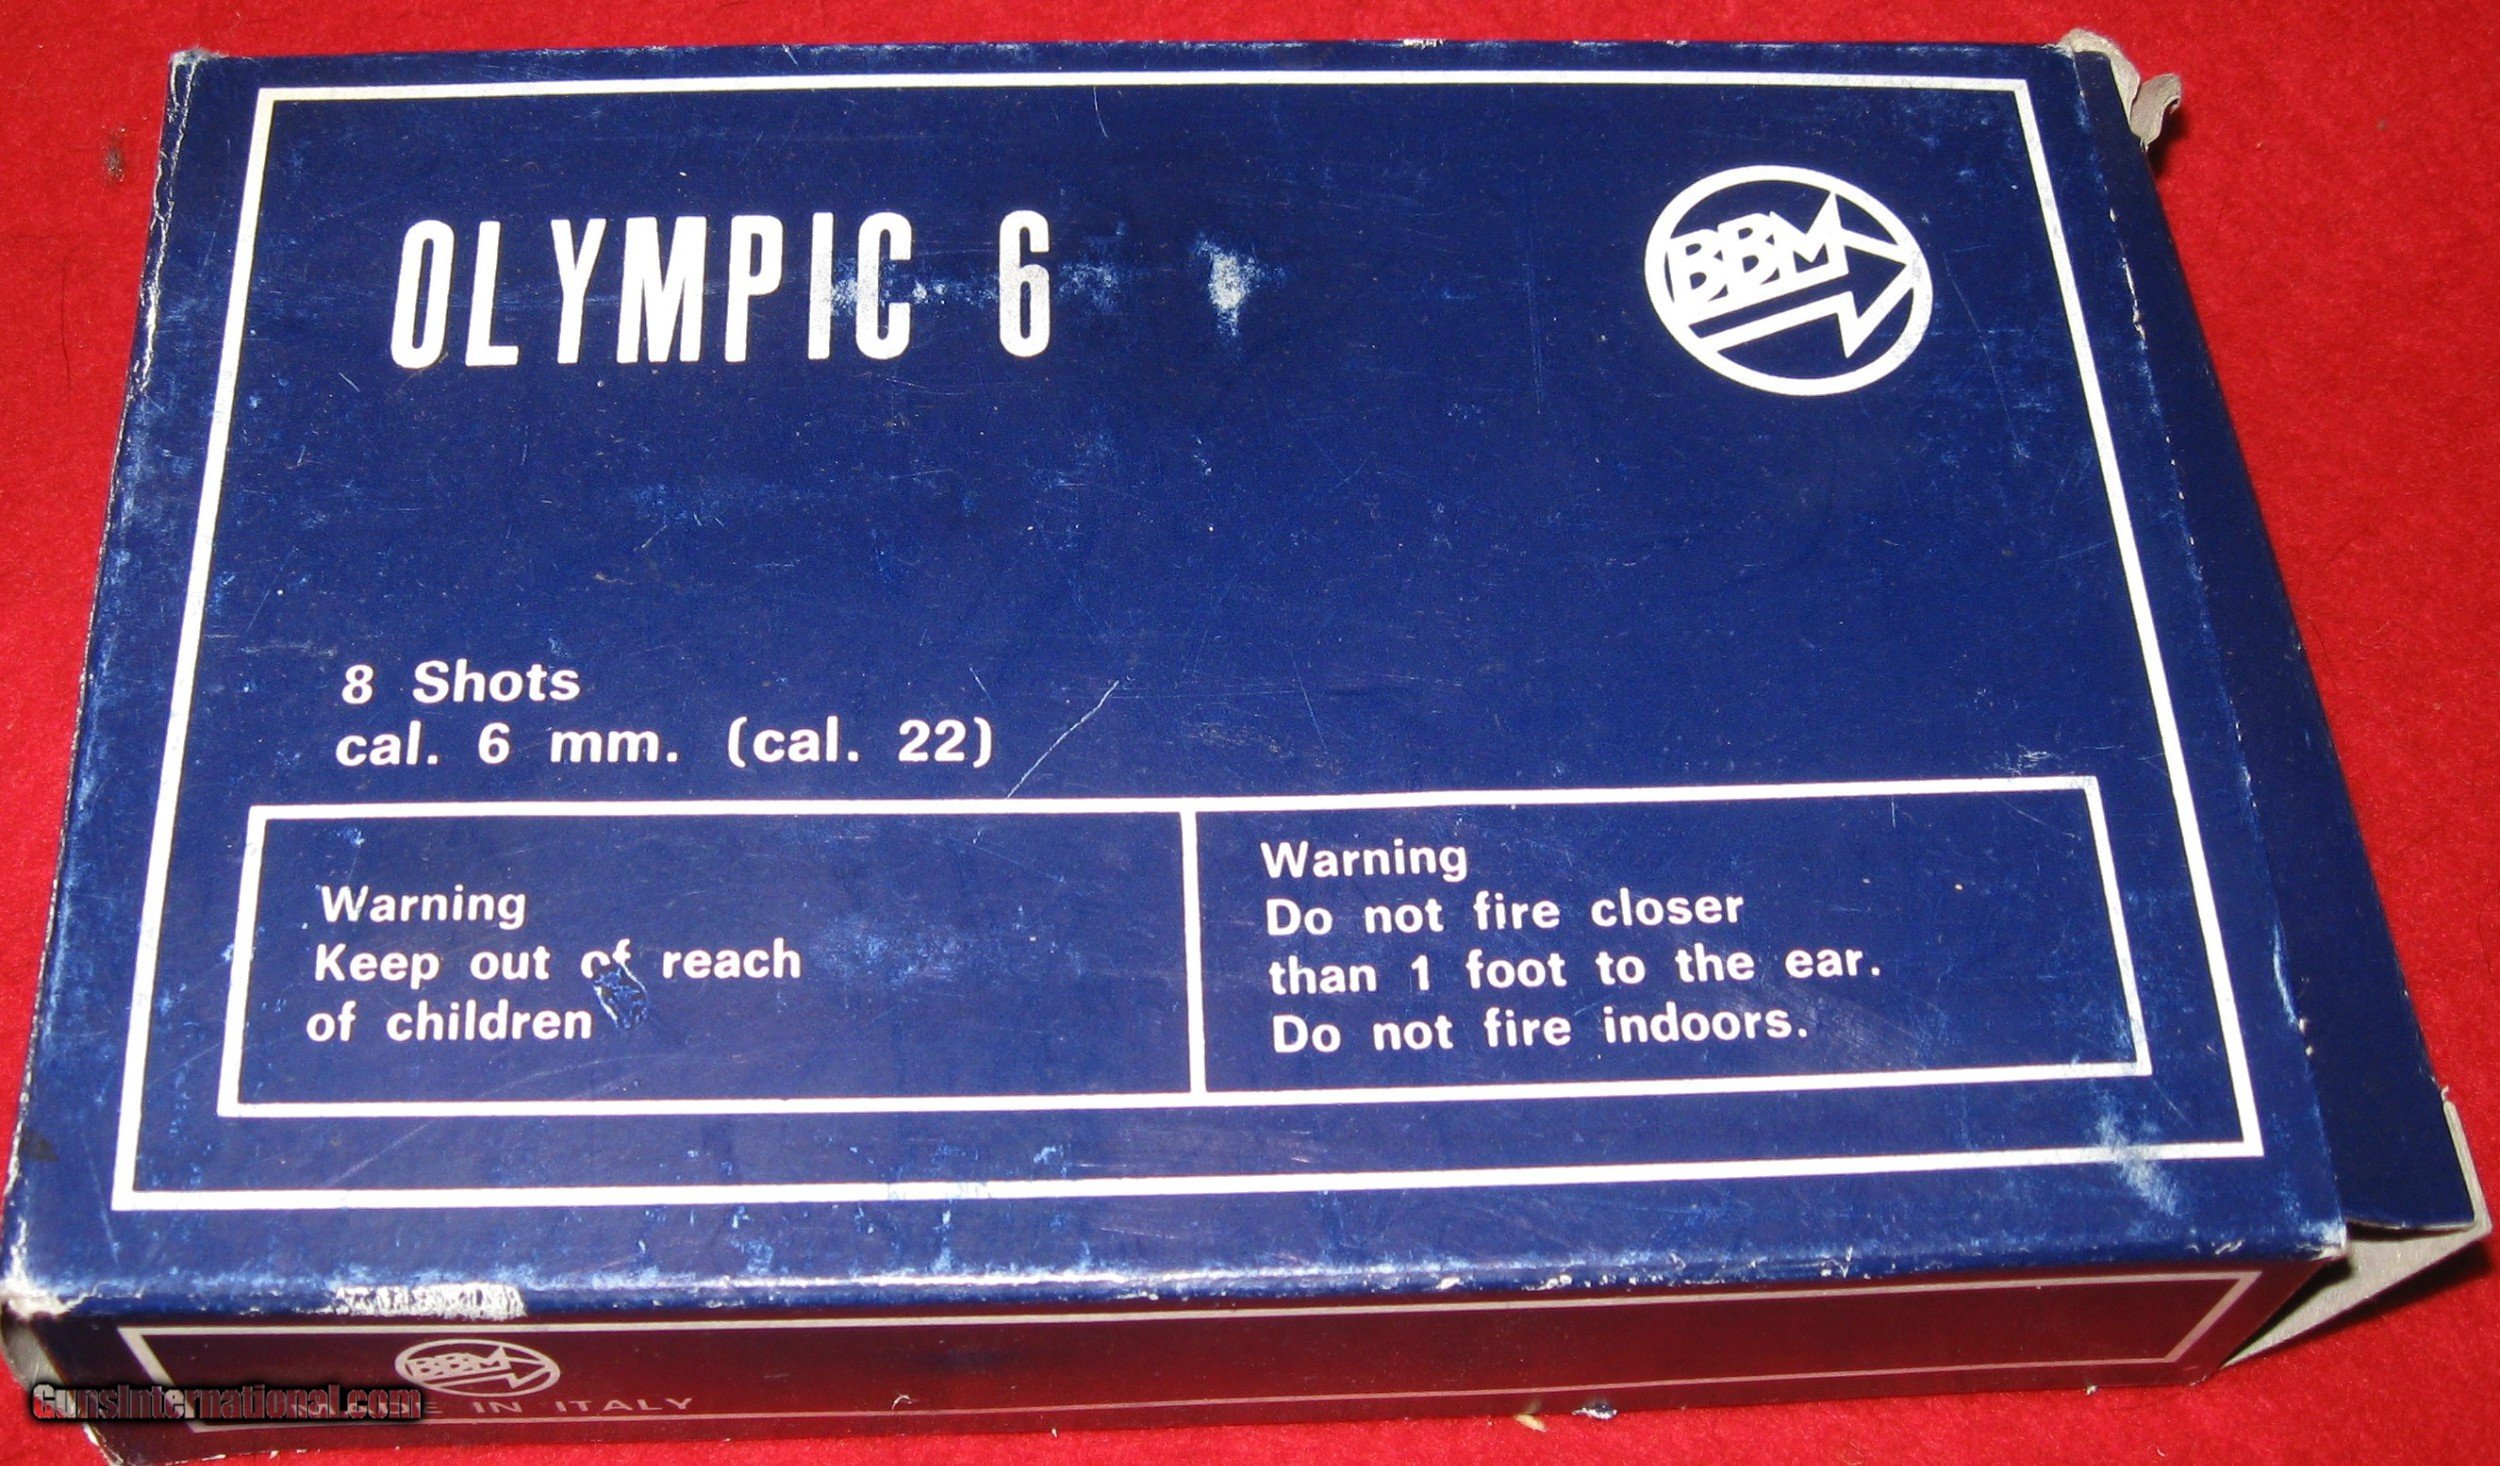 OLYMPIC 6
BBM
8 Shots
cal. 6 mm. (cal. 22)
Warning
Keep out of reach
of children
Warning
Do not fire closer
than 1 foot to the ear.
Do not fire indoors.
BBM
IN ITALY
GunsInternational.com